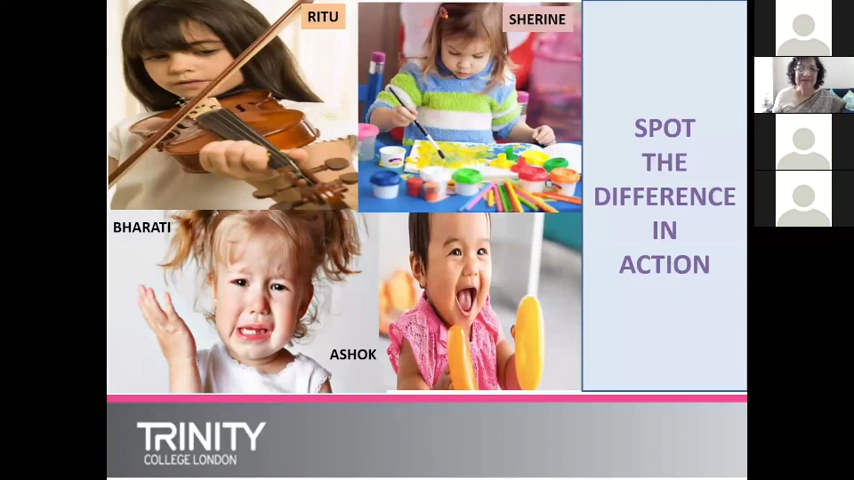 RITU
SHERINE
BHARATI
ASHOK
SPOT
THE
DIFFERENCE
IN
ACTION
TRINITY
COLLEGE LONDON